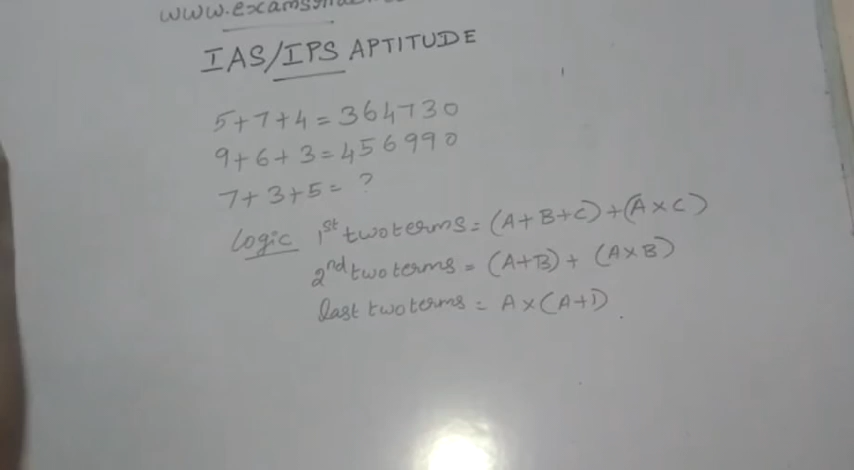 IAS/IPS APTITUDE
5+7+4=364730
9+6+3=456990
7+3+5= ?
logic 1st two terms = (A+B+C)+(A×C)
2nd two terms = (A+B)+ (A×B)
last two terms = A×(A+1)